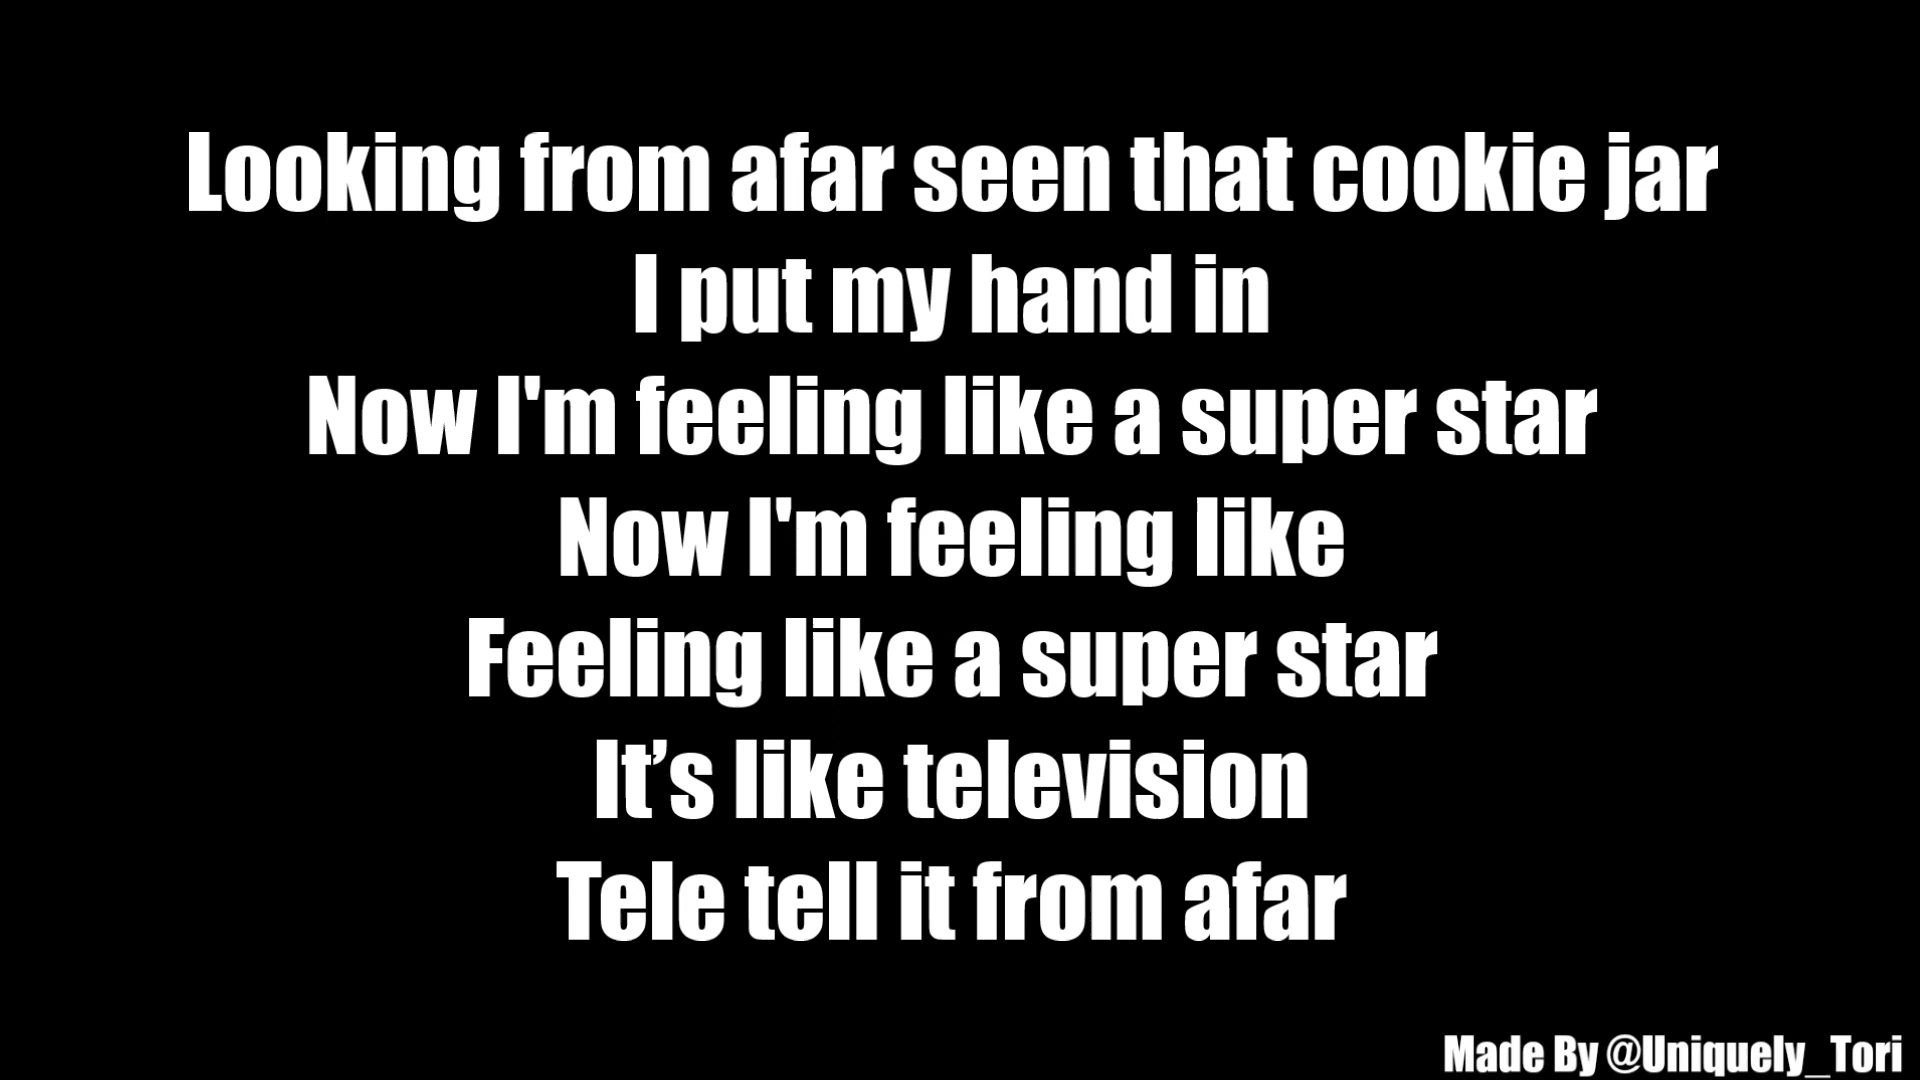 Looking from afar seen that cookie jar
I put my hand in
Now I'm feeling like a super star
Now I'm feeling like
Feeling like a super star
It’s like television
Tele tell it from afar
Made By @Uniquely_Tori